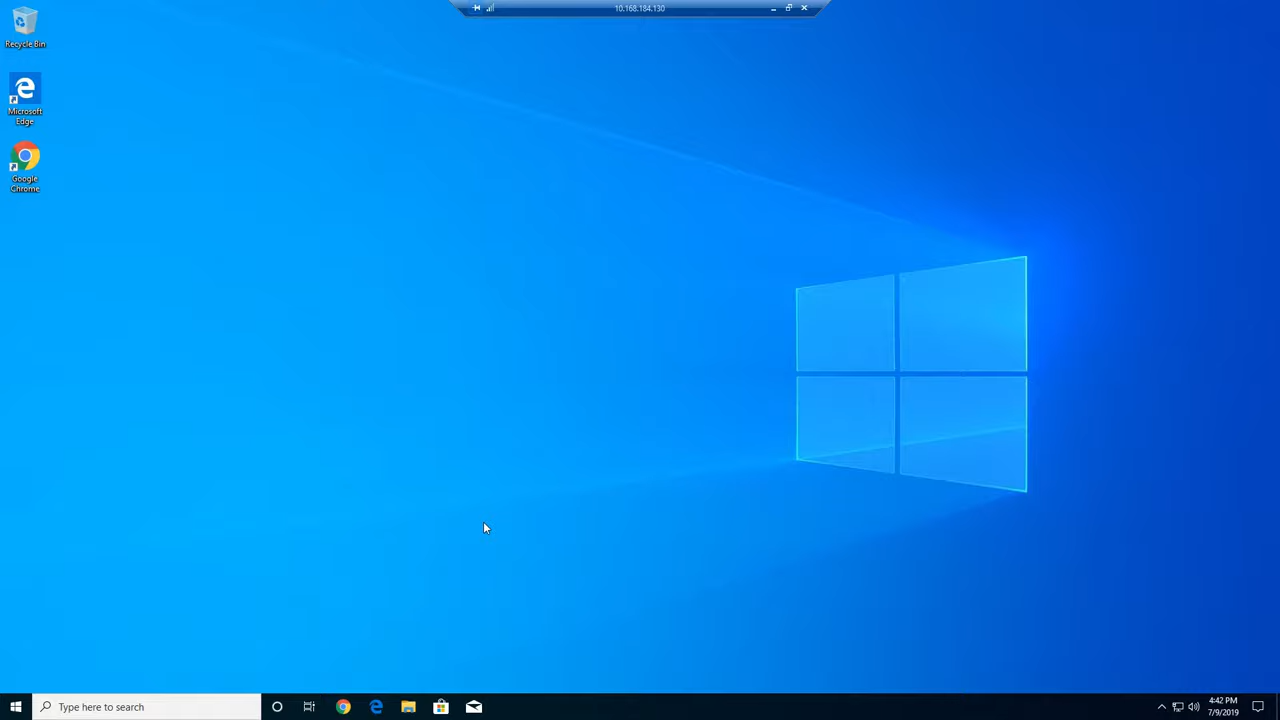 10.168.184.130
Recycle Bin
Microsoft
Edge
Google
Chrome
Type here to search
4:42 PM
7/9/2019